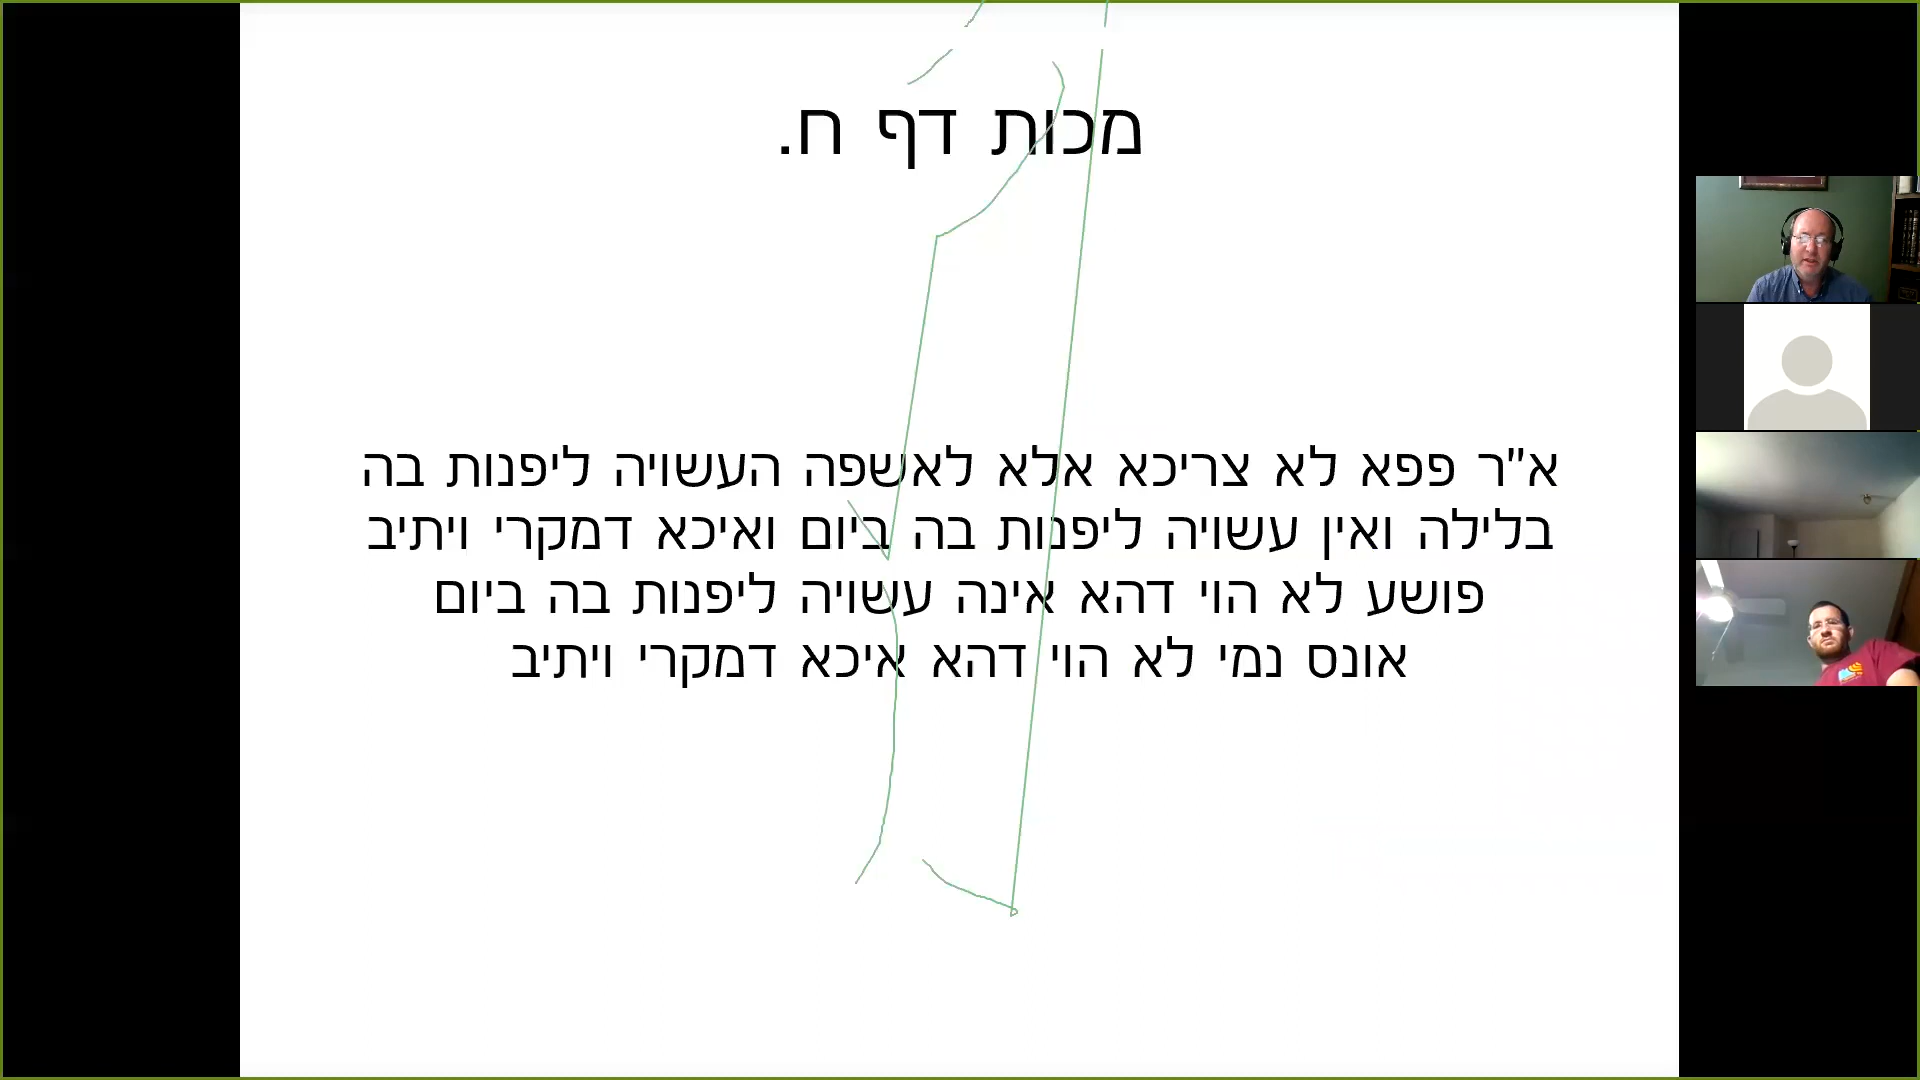 מכות דף ח.
א"ר פפא לא צריכא אלא לאשפה העשויה ליפנות בה
בלילה ואין עשויה ליפנות בה ביום ואיכא דמקרי ויתיב
פושע לא הוי דהא אינה עשויה ליפנות בה ביום
אונס נמי לא הוי דהא איכא דמקרי ויתיב